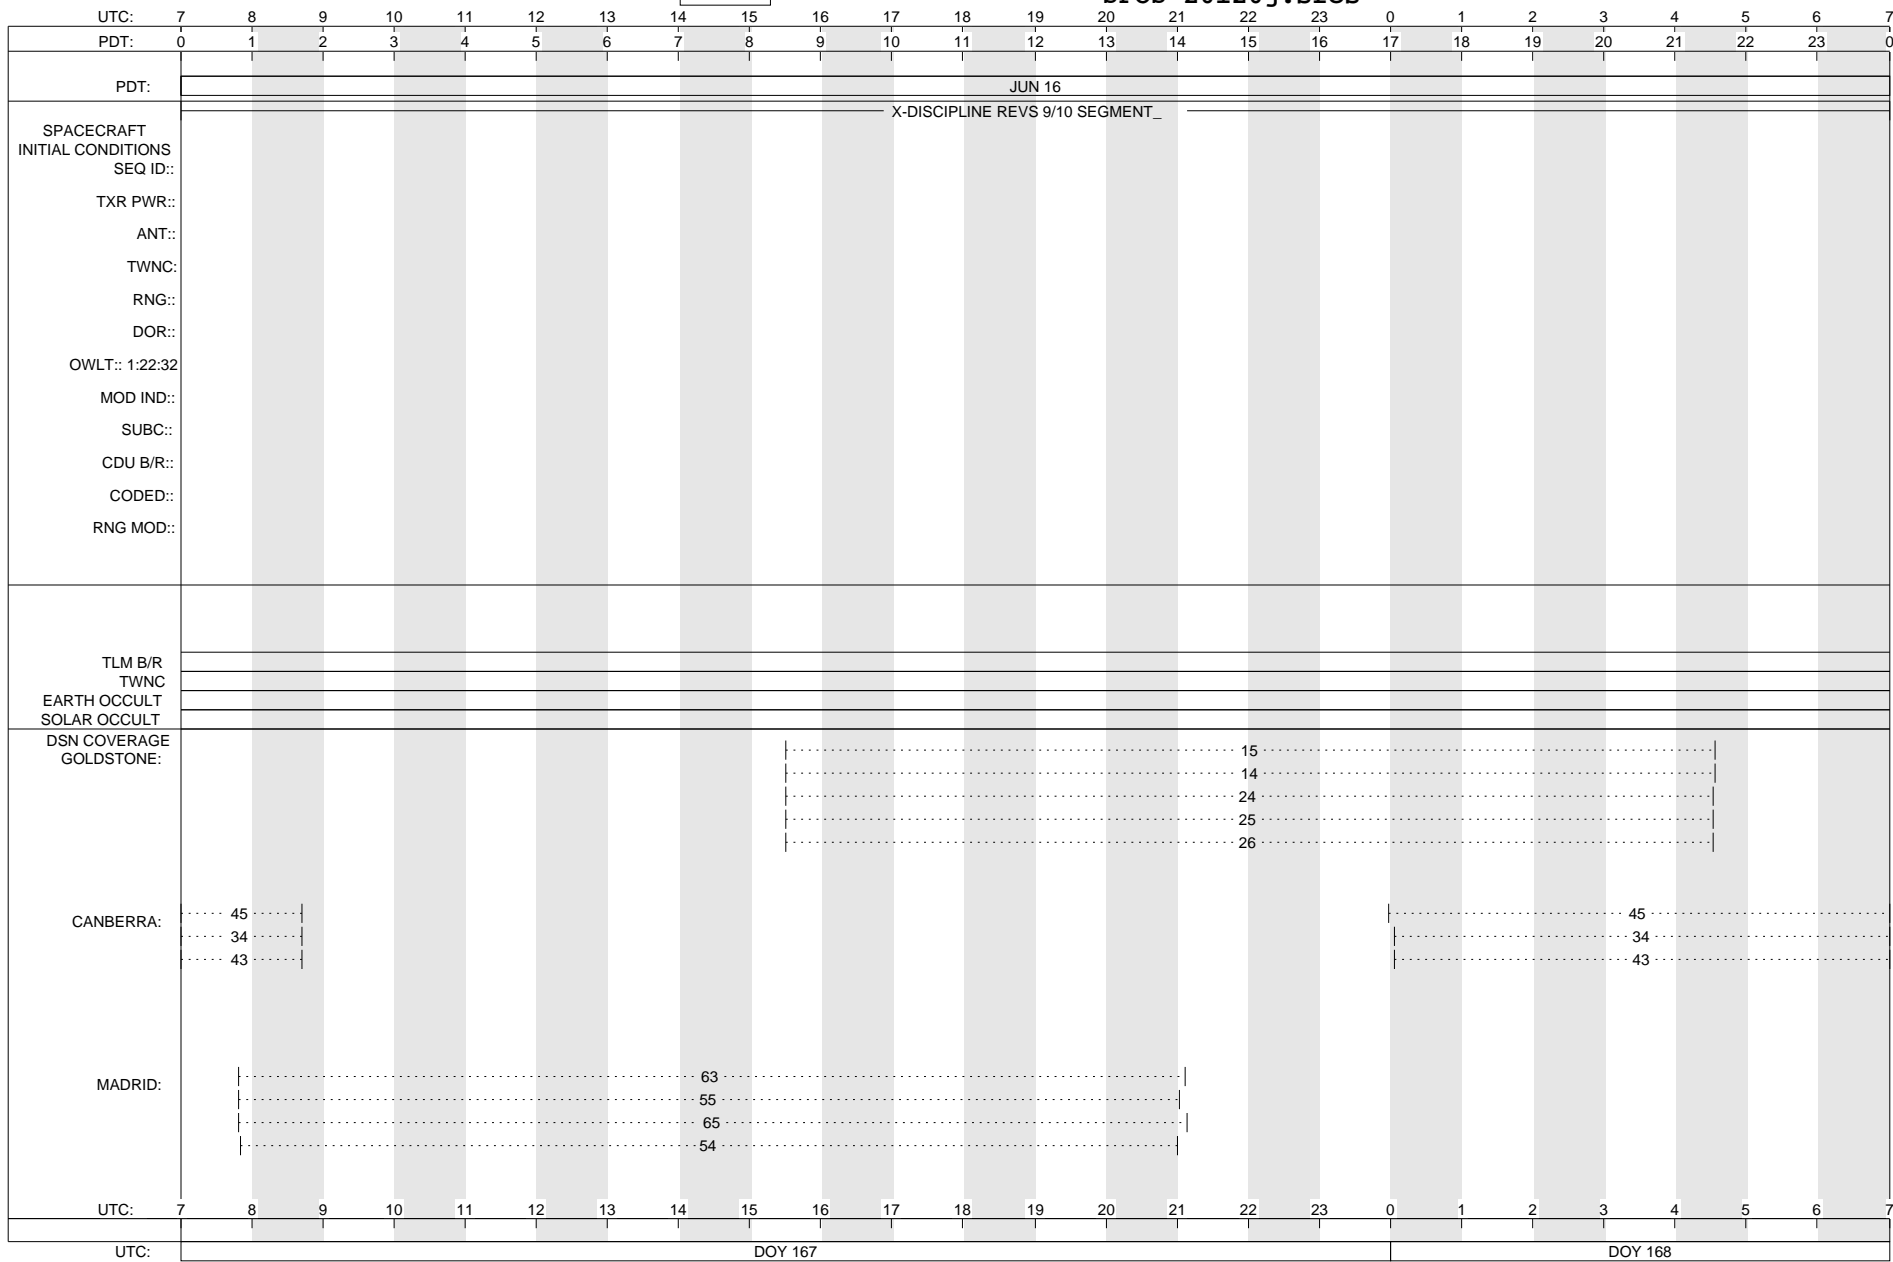 UTC: 7 8 9 10 11 12 13 14 15 16 17 18 19 20 21 22 23 0 1 2 3 4 5 6 7
PDT: 0 1 2 3 4 5 6 7 8 9 10 11 12 13 14 15 16 17 18 19 20 21 22 23 0
PDT: JUN 16
X-DISCIPLINE REVS 9/10 SEGMENT_
SPACECRAFT
INITIAL CONDITIONS
SEQ ID::
TXR PWR::
ANT::
TWNC:
RNG::
DOR::
OWLT:: 1:22:32
MOD IND::
SUBC::
CDU B/R::
CODED::
RNG MOD::
TLM B/R
TWNC
EARTH OCCULT
SOLAR OCCULT
DSN COVERAGE
GOLDSTONE:
15
14
24
25
26
CANBERRA:
45 45
34 34
43 43
MADRID:
63
55
65
54
UTC: 7 8 9 10 11 12 13 14 15 16 17 18 19 20 21 22 23 0 1 2 3 4 5 6 7
UTC: DOY 167 DOY 168